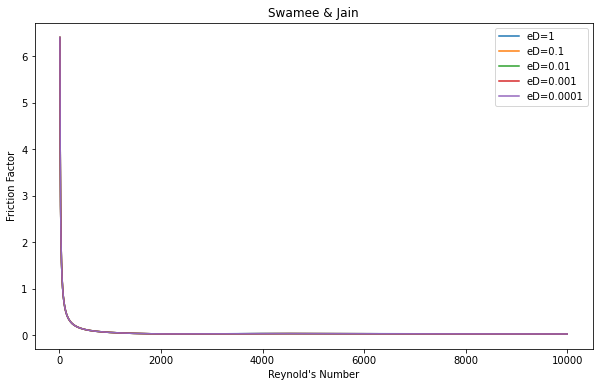 Swamee & Jain
eD=1
eD=0.1
eD=0.01
eD=0.001
eD=0.0001
6
5
4
3
2
1
0
Friction Factor
0
2000
4000
6000
8000
10000
Reynold's Number